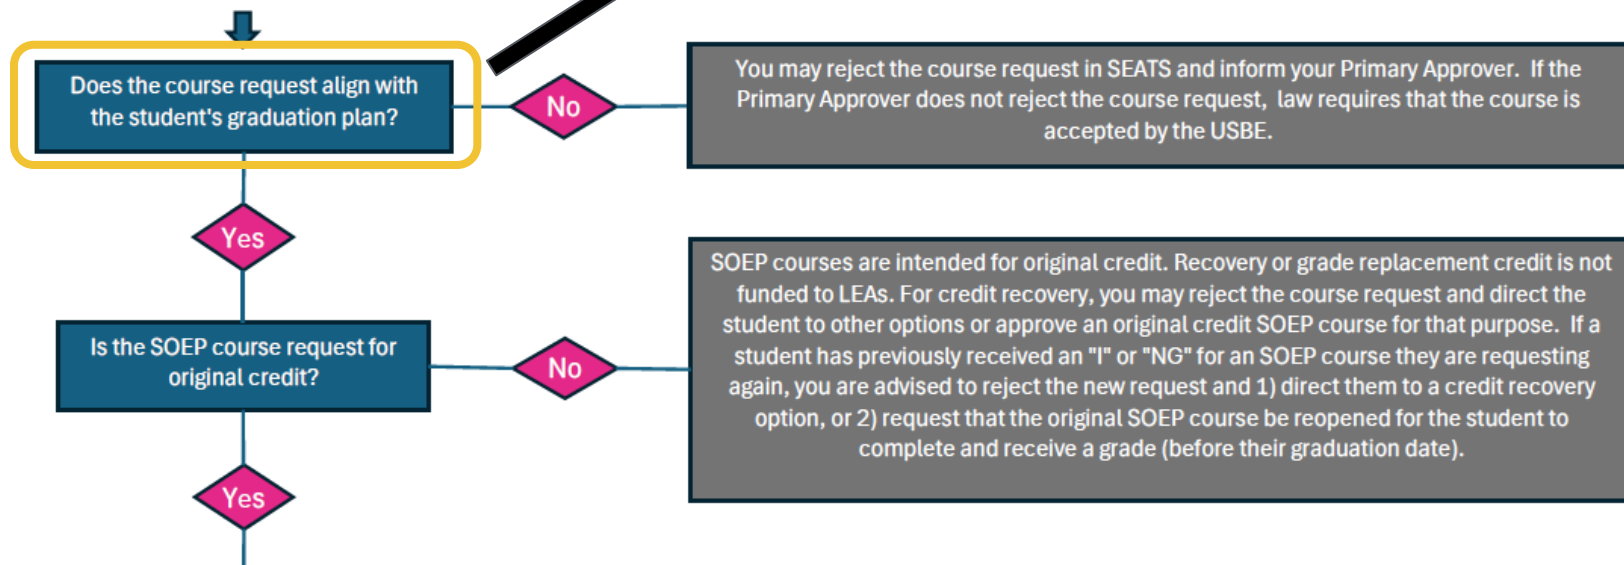 Does the course request align with
the student's graduation plan?
No
You may reject the course request in SEATS and inform your Primary Approver.  If the
Primary Approver does not reject the course request,  law requires that the course is
accepted by the USBE.
Yes
Is the SOEP course request for
original credit?
No
SOEP courses are intended for original credit. Recovery or grade replacement credit is not
funded to LEAs. For credit recovery, you may reject the course request and direct the
student to other options or approve an original credit SOEP course for that purpose.  If a
student has previously received an "I" or "NG" for an SOEP course they are requesting
again, you are advised to reject the new request and 1) direct them to a credit recovery
option, or 2) request that the original SOEP course be reopened for the student to
complete and receive a grade (before their graduation date).
Yes